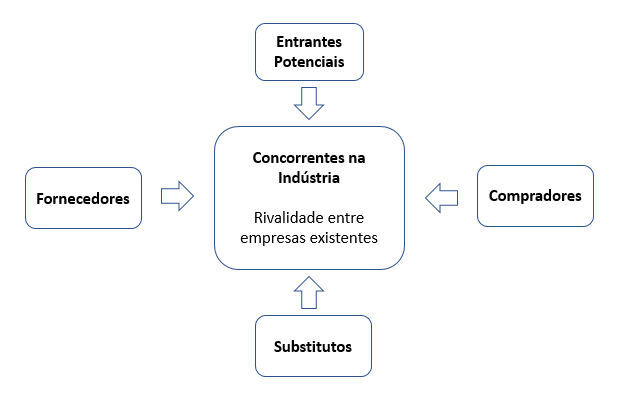 Entrantes
Potenciais
Concorrentes na
Indústria
Rivalidade entre
empresas existentes
Fornecedores
Compradores
Substitutos